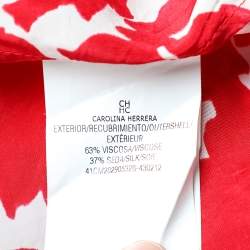 CH
HC
CAROLINA HERRERA
EXTERIOR/RECUBRIMIENTO/OUTERSHELL/
EXTÉRIEUR
63% VISCOSA/VISCOSE
37% SEDA/SILK/SOIE